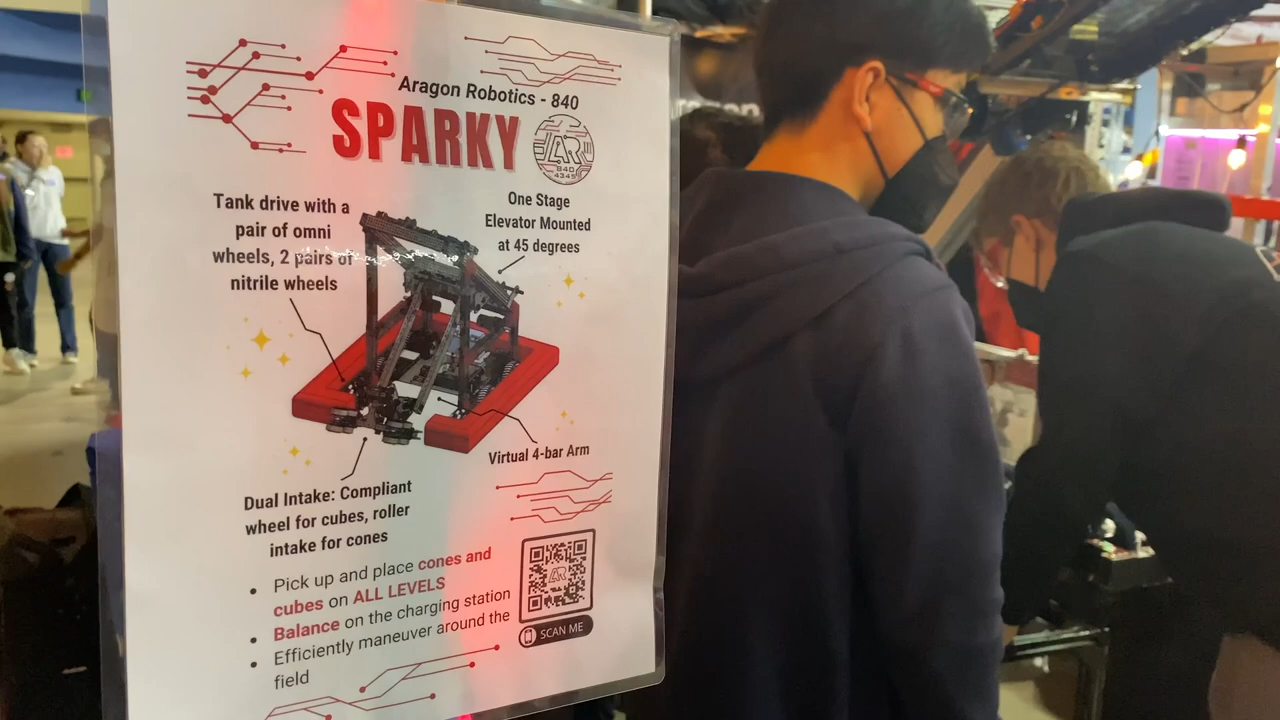 Aragon Robotics - 840
SPARKY
AR
840
4345
Tank drive with a
pair of omni
wheels, 2 pairs of
nitrile wheels
One Stage
Elevator Mounted
at 45 degrees
Virtual 4-bar Arm
Dual Intake: Compliant
wheel for cubes, roller
intake for cones
• Pick up and place cones and
cubes on ALL LEVELS
• Balance on the charging station
• Efficiently maneuver around the
field
AR
SCAN ME